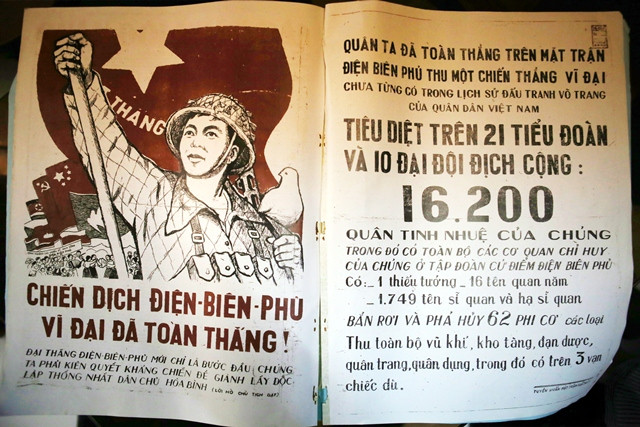 THẮNG
CHIẾN DỊCH ĐIỆN-BIÊN-PHỦ
VĨ ĐẠI ĐÃ TOÀN THẮNG!
ĐẠI THẮNG ĐIỆN-BIÊN-PHỦ MỚI CHỈ LÀ BƯỚC ĐẦU CHÚNG
TA PHẢI KIÊN QUYẾT KHÁNG CHIẾN ĐỂ GIANH LẤY ĐỘC-
LẬP THỐNG NHẤT DÂN CHỦ HÒA BÌNH (LỜI HỒ CHỦ TỊCH
QUÂN TA ĐÃ TOÀN THẮNG TRÊN MẶT TRẬN
ĐIỆN BIÊN PHỦ THU MỘT CHIẾN THẮNG VĨ ĐẠI
CHƯA TỪNG CÓ TRONG LỊCH SỬ ĐẤU TRANH VÕ TRANG
CỦA QUÂN DÂN VIỆT NAM
TIÊU DIỆT TRÊN 21 TIỂU ĐOÀN
VÀ 10 ĐẠI ĐỘI ĐỊCH CỘNG:
16.200
QUÂN TINH NHUỆ CỦA CHÚNG
TRONG ĐÓ CÓ TOÀN BỘ CÁC CƠ QUAN CHỈ HUY
CỦA CHÚNG Ở TẬP ĐOÀN CỨ ĐIỂM ĐIỆN BIÊN PHỦ
Có:_ 1 thiếu tướng _ 16 tên quan năm
_ 1.749 tên sĩ quan và hạ sĩ quan
BẮN RƠI VÀ PHÁ HỦY 62 PHI CƠ các loại
Thu toàn bộ vũ khí, kho tàng, đạn dược,
quân trang, quân dụng, trong đó có trên 3 vạn
chiếc dù.